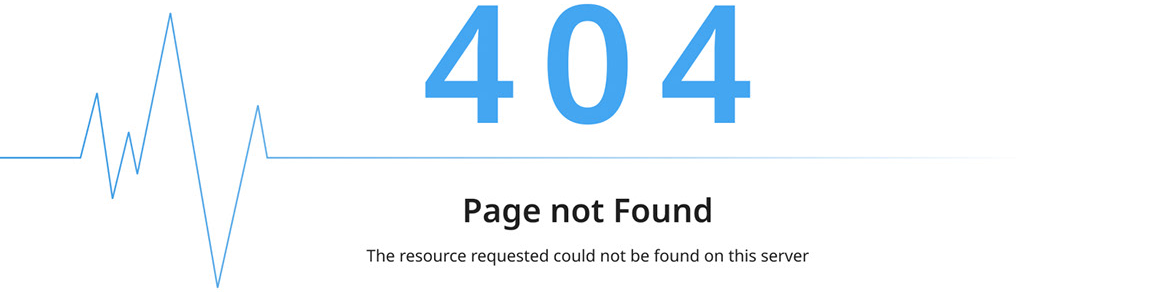 404
Page not Found
The resource requested could not be found on this server